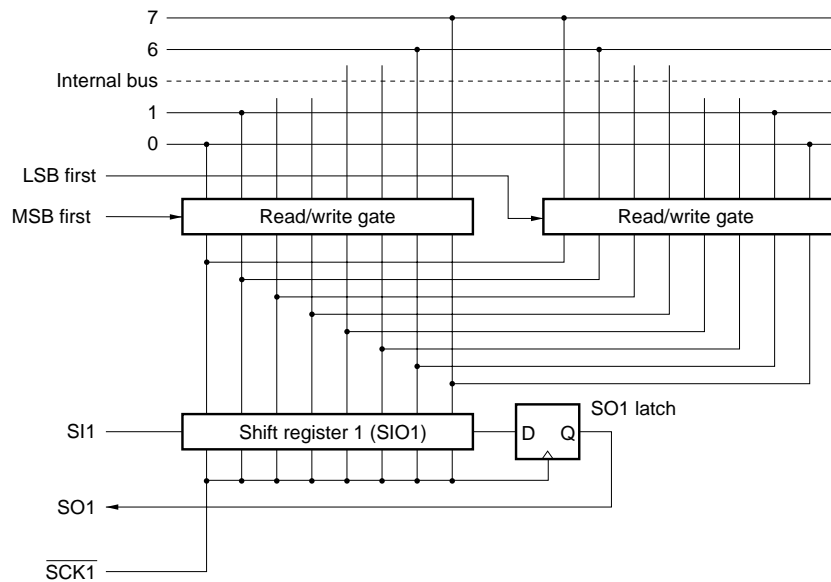 7
6
Internal bus
1
0
LSB first
MSB first
Read/write gate
Read/write gate
SI1
Shift register 1 (SIO1)
D Q
SO1 latch
SO1
SCK1